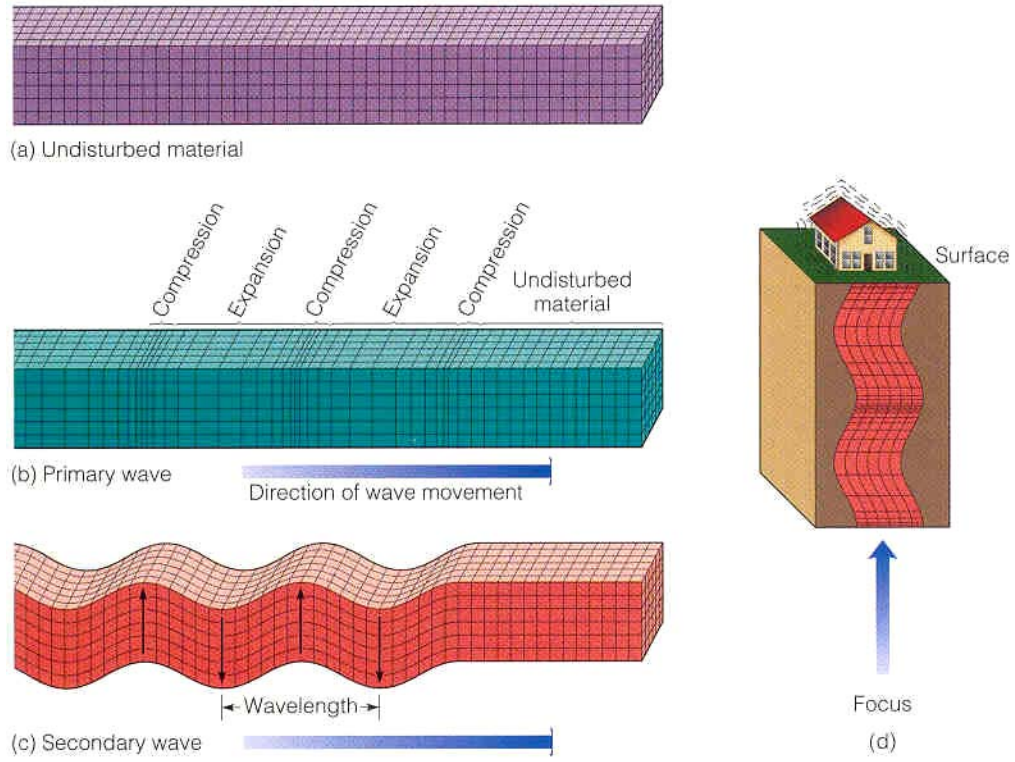 (a) Undisturbed material
Compression
Expansion
Compression
Expansion
Compression
Undisturbed
material
(b) Primary wave
Direction of wave movement
Wavelength
(c) Secondary wave
Surface
Focus
(d)